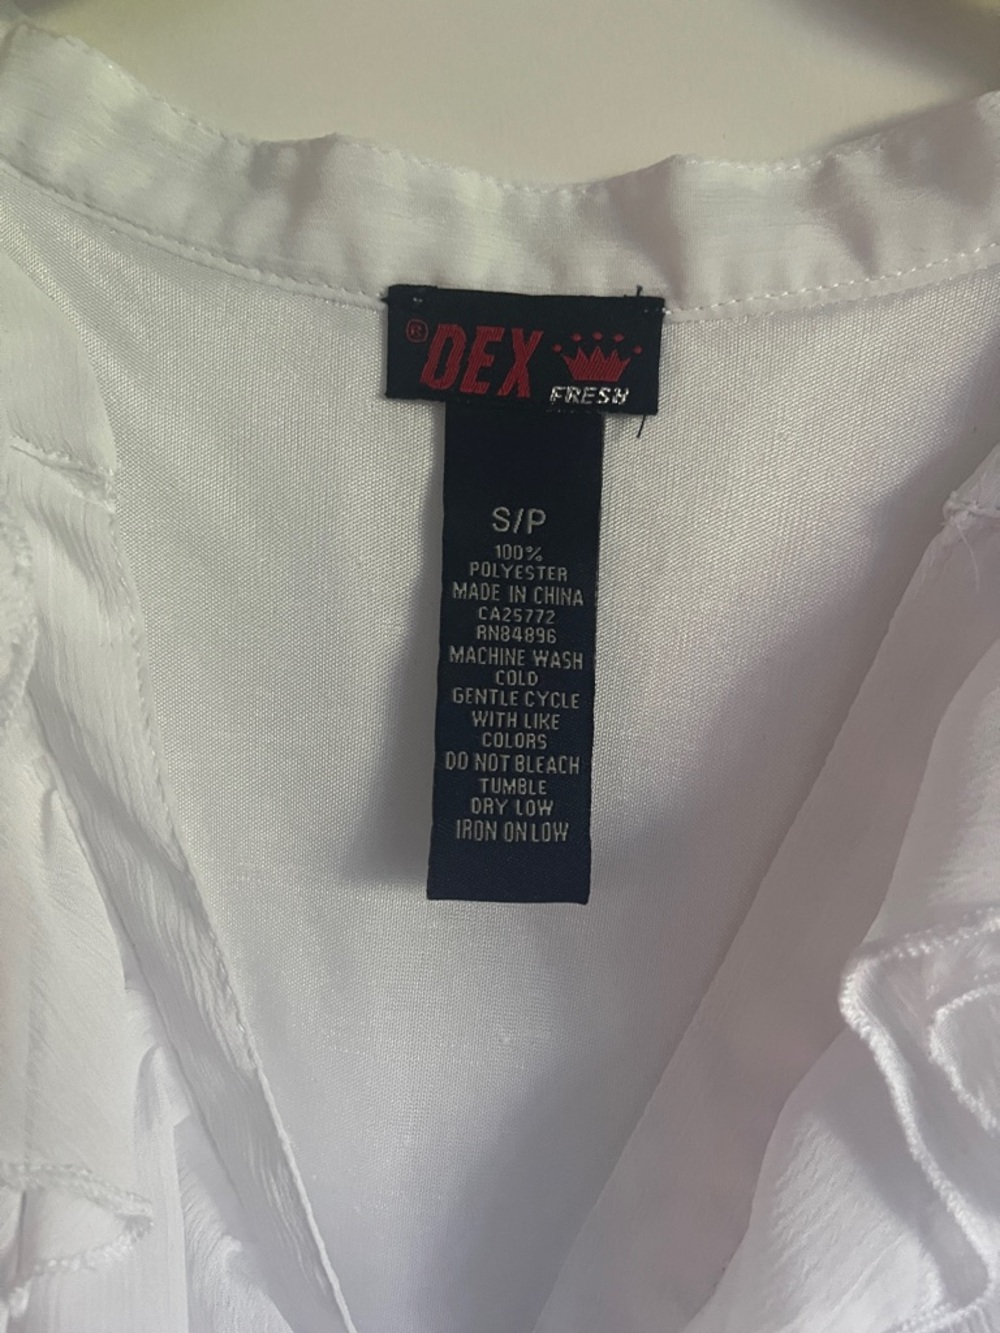 ® DEX
FRESH
S/P
100%
POLYESTER
MADE IN CHINA
CA25772
RN84896
MACHINE WASH
COLD
GENTLE CYCLE
WITH LIKE
COLORS
DO NOT BLEACH
TUMBLE
DRY LOW
IRON ON LOW